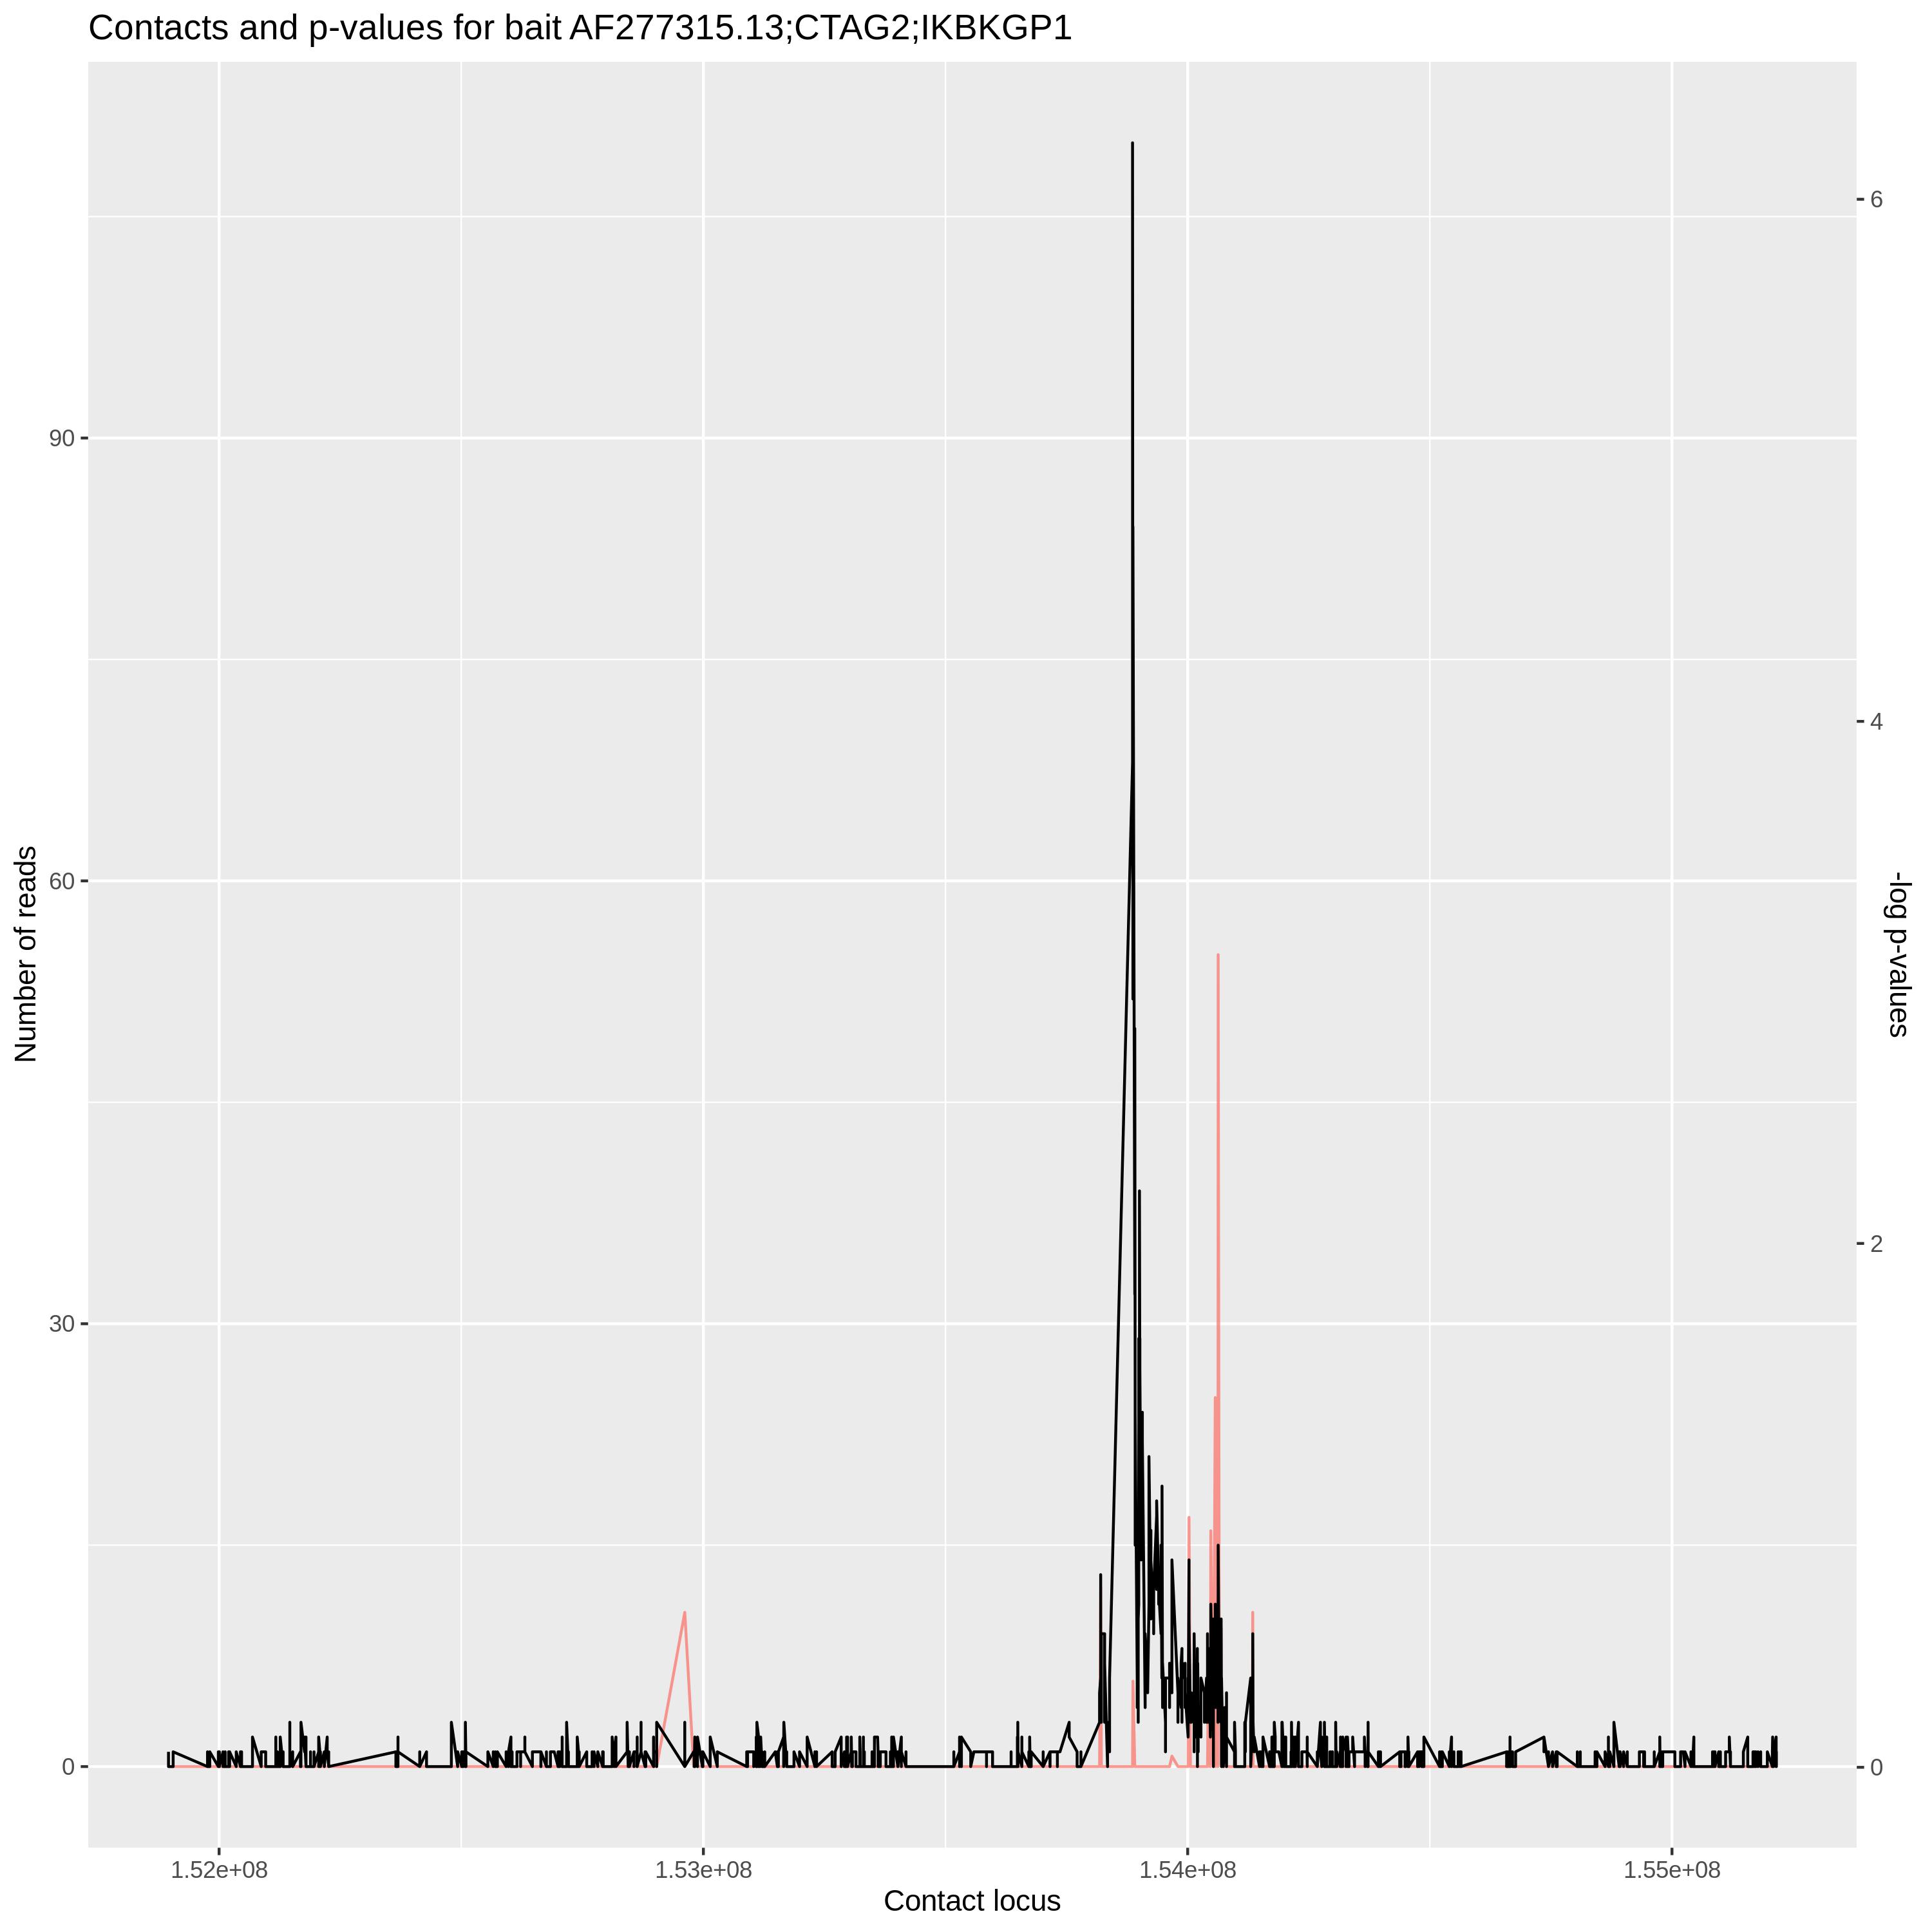 Contacts and p-values for bait AF277315.13;CTAG2;IKBKGP1
6
90
4
60
Number of reads
-log p-values
2
30
0
0
1.52e+08
1.53e+08
1.54e+08
1.55e+08
Contact locus